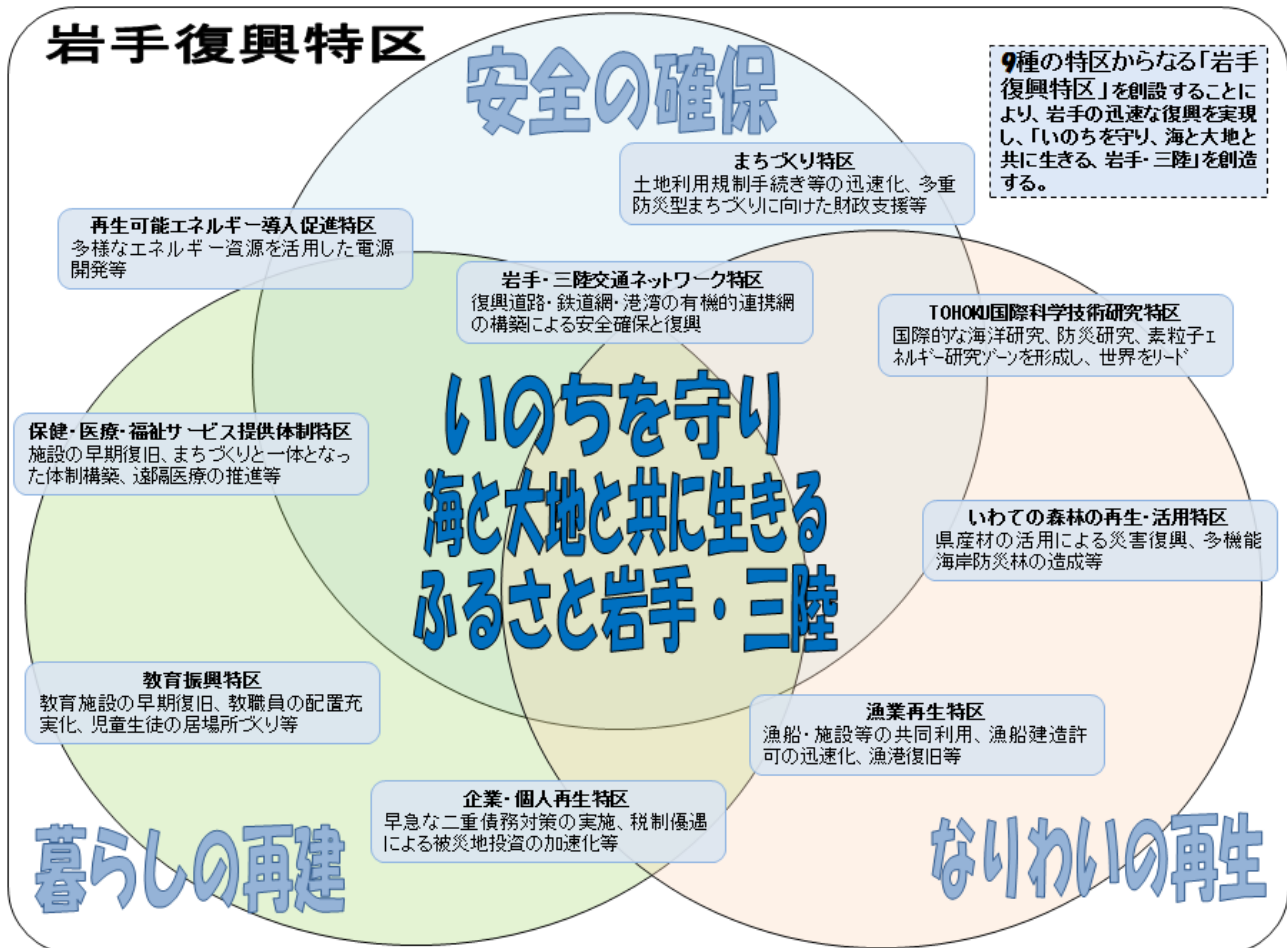 岩手復興特区
安全の確保
9種の特区からなる「岩手
復興特区」を創設することに
より、岩手の迅速な復興を実現
し、「いのちを守り、海と大地と
共に生きる、岩手・三陸」を創造
する。
まちづくり特区
土地利用規制手続き等の迅速化、多重
防災型まちづくりに向けた財政支援等
再生可能エネルギー導入促進特区
多様なエネルギー資源を活用した電源
開発等
岩手・三陸交通ネットワーク特区
復興道路・鉄道網・港湾の有機的連携網
の構築による安全確保と復興
TOHOKU国際科学技術研究特区
国際的な海洋研究、防災研究、素粒子エ
ネルギー研究ゾーンを形成し、世界をリード
いのちを守り
海と大地と共に生きる
ふるさと岩手・三陸
保健・医療・福祉サービス提供体制特区
施設の早期復旧、まちづくりと一体となっ
た体制構築、遠隔医療の推進等
いわての森林の再生・活用特区
県産材の活用による災害復興、多機能
海岸防災林の造成等
教育振興特区
教育施設の早期復旧、教職員の配置充
実化、児童生徒の居場所づくり等
漁業再生特区
漁船・施設等の共同利用、漁船建造許
可の迅速化、漁港復旧等
企業・個人再生特区
早急な二重債務対策の実施、税制優遇
による被災地投資の加速化等
暮らしの再建
なりわいの再生